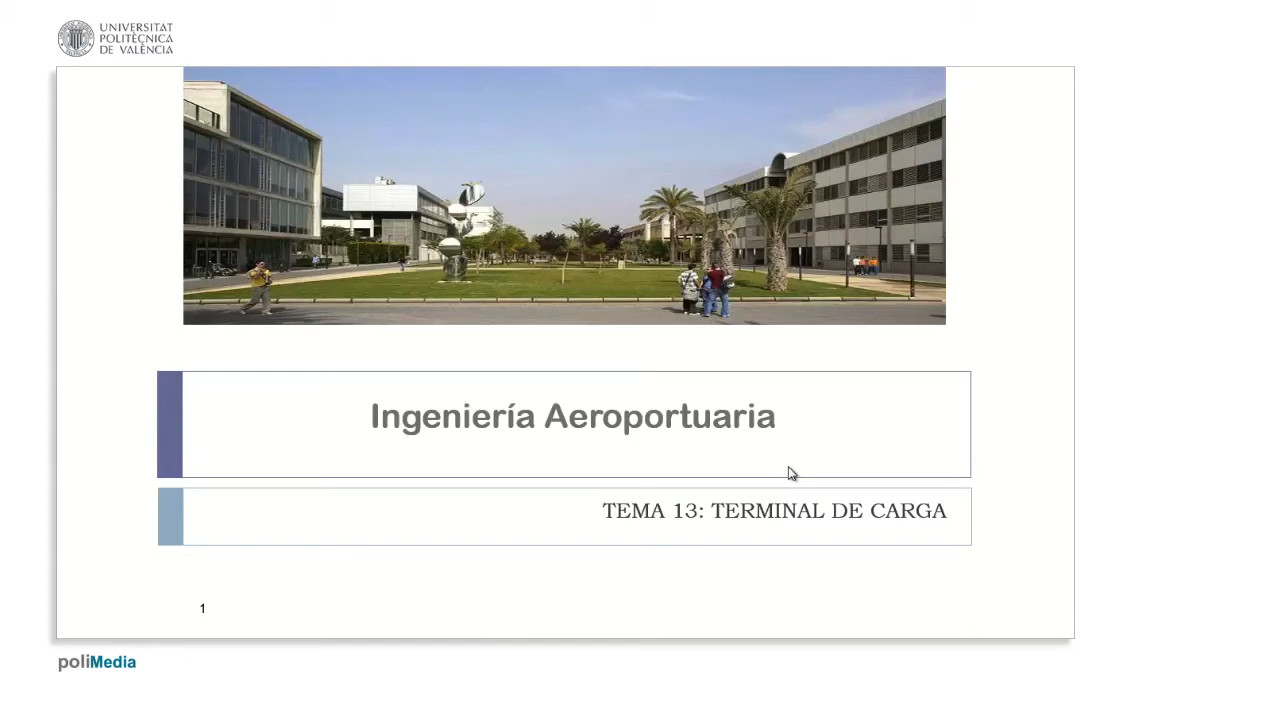 UNIVERSITAT
POLITÈCNICA
DE VALÈNCIA
Ingeniería Aeroportuaria
TEMA 13: TERMINAL DE CARGA
1
poliMedia